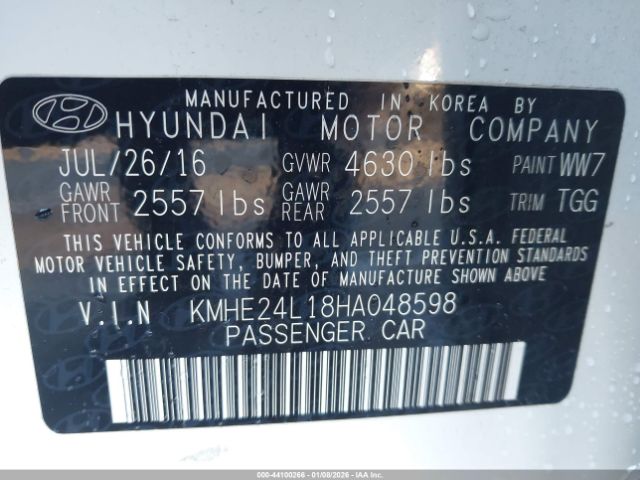 MANUFACTURED IN KOREA BY
HYUNDAI MOTOR COMPANY
JUL/26/16 GVWR 4630 lbs PAINT WW7
GAWR FRONT 2557 lbs GAWR REAR 2557 lbs TRIM TGG
THIS VEHICLE CONFORMS TO ALL APPLICABLE U.S.A. FEDERAL
MOTOR VEHICLE SAFETY, BUMPER, AND THEFT PREVENTION STANDARDS
IN EFFECT ON THE DATE OF MANUFACTURE SHOWN ABOVE.
V.I.N KMHE24L18HA048598
PASSENGER CAR
000-44100266 - 01/08/2026 - IAAI.COM